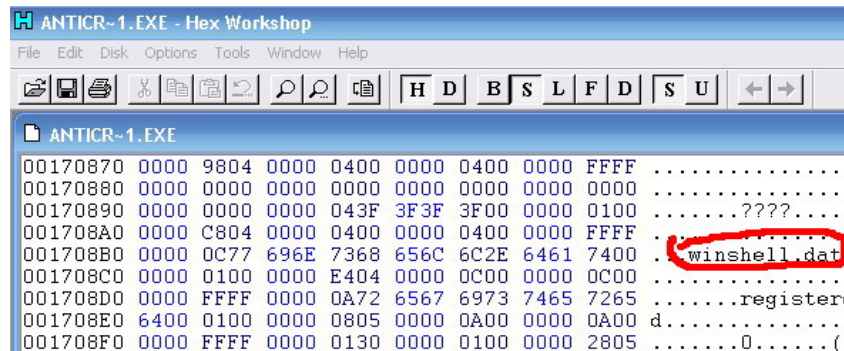 ANTICR~1.EXE - Hex Workshop
File Edit Disk Options Tools Window Help
H D B S L F D S U
ANTICR~1.EXE
00170870 0000 9804 0000 0400 0000 0400 0000 FFFF ...............
00170880 0000 0000 0000 0000 0000 0000 0000 0000 ...............
00170890 0000 0000 0000 043F 3F3F 3F00 0000 0100 .......????....
001708A0 0000 C804 0000 0400 0000 0400 0000 FFFF ...............
001708B0 0000 0C77 696E 7368 656C 6C2E 6461 7400 ...winshell.dat
001708C0 0000 0100 0000 E404 0000 0C00 0000 0C00 ...............
001708D0 0000 FFFF 0000 0A72 6567 6973 7465 7265 .......registere
001708E0 6400 0100 0000 0805 0000 0A00 0000 0A00 d..............
001708F0 0000 FFFF 0000 0130 0000 0100 0000 2805 .......0......(